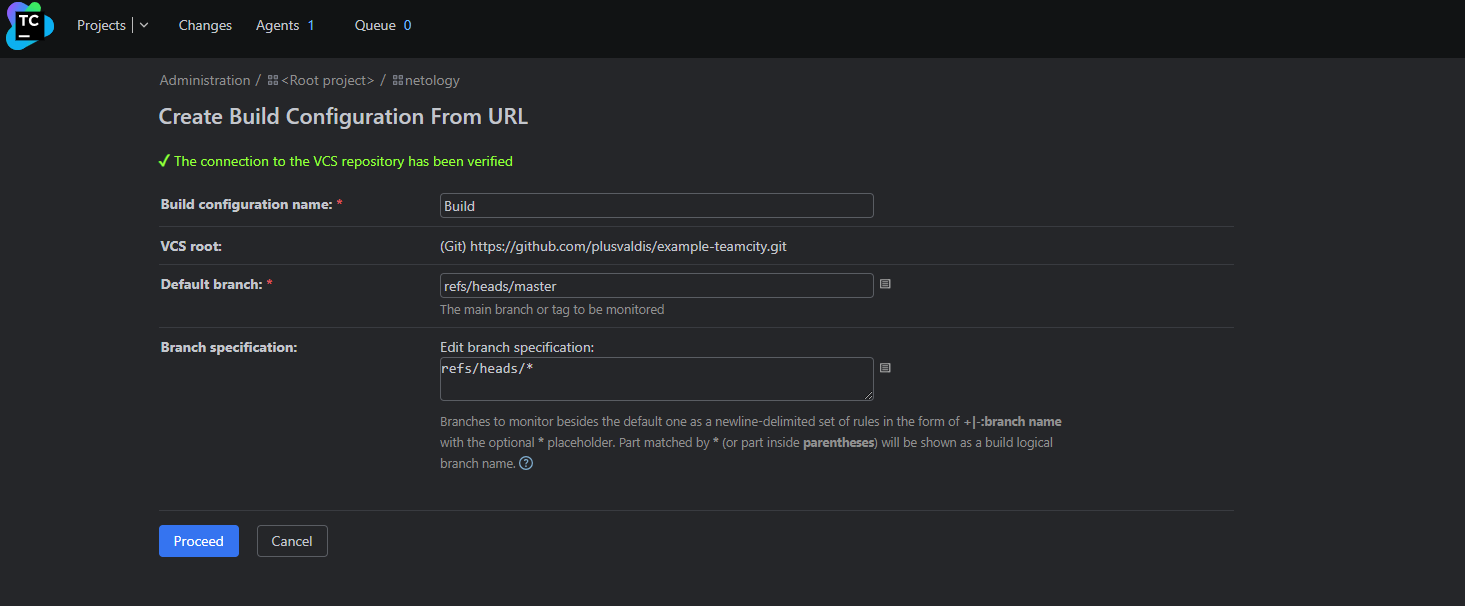 TC
Projects Changes Agents 1 Queue 0
Administration / <Root project> / netology
Create Build Configuration From URL
The connection to the VCS repository has been verified
Build configuration name: * Build
VCS root: (Git) https://github.com/plusvaldis/example-teamcity.git
Default branch: * refs/heads/master
The main branch or tag to be monitored
Branch specification: Edit branch specification:
refs/heads/*
Branches to monitor besides the default one as a newline-delimited set of rules in the form of +|-:branch name
with the optional * placeholder. Part matched by * (or part inside parentheses) will be shown as a build logical
branch name. ?
Proceed Cancel